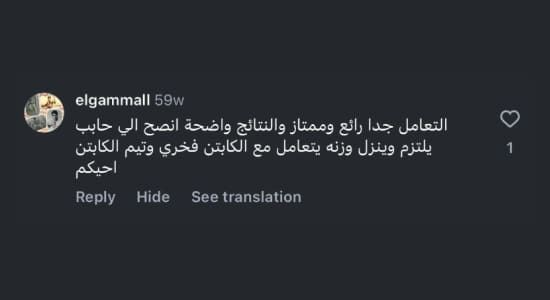 elgammall 59w
التعامل جدا رائع وممتاز والنتائج واضحة انصح الي حابب
يلتزم وينزل وزنه يتعامل مع الكابتن فخري وتيم الكابتن
احيكم
1
Reply Hide See translation